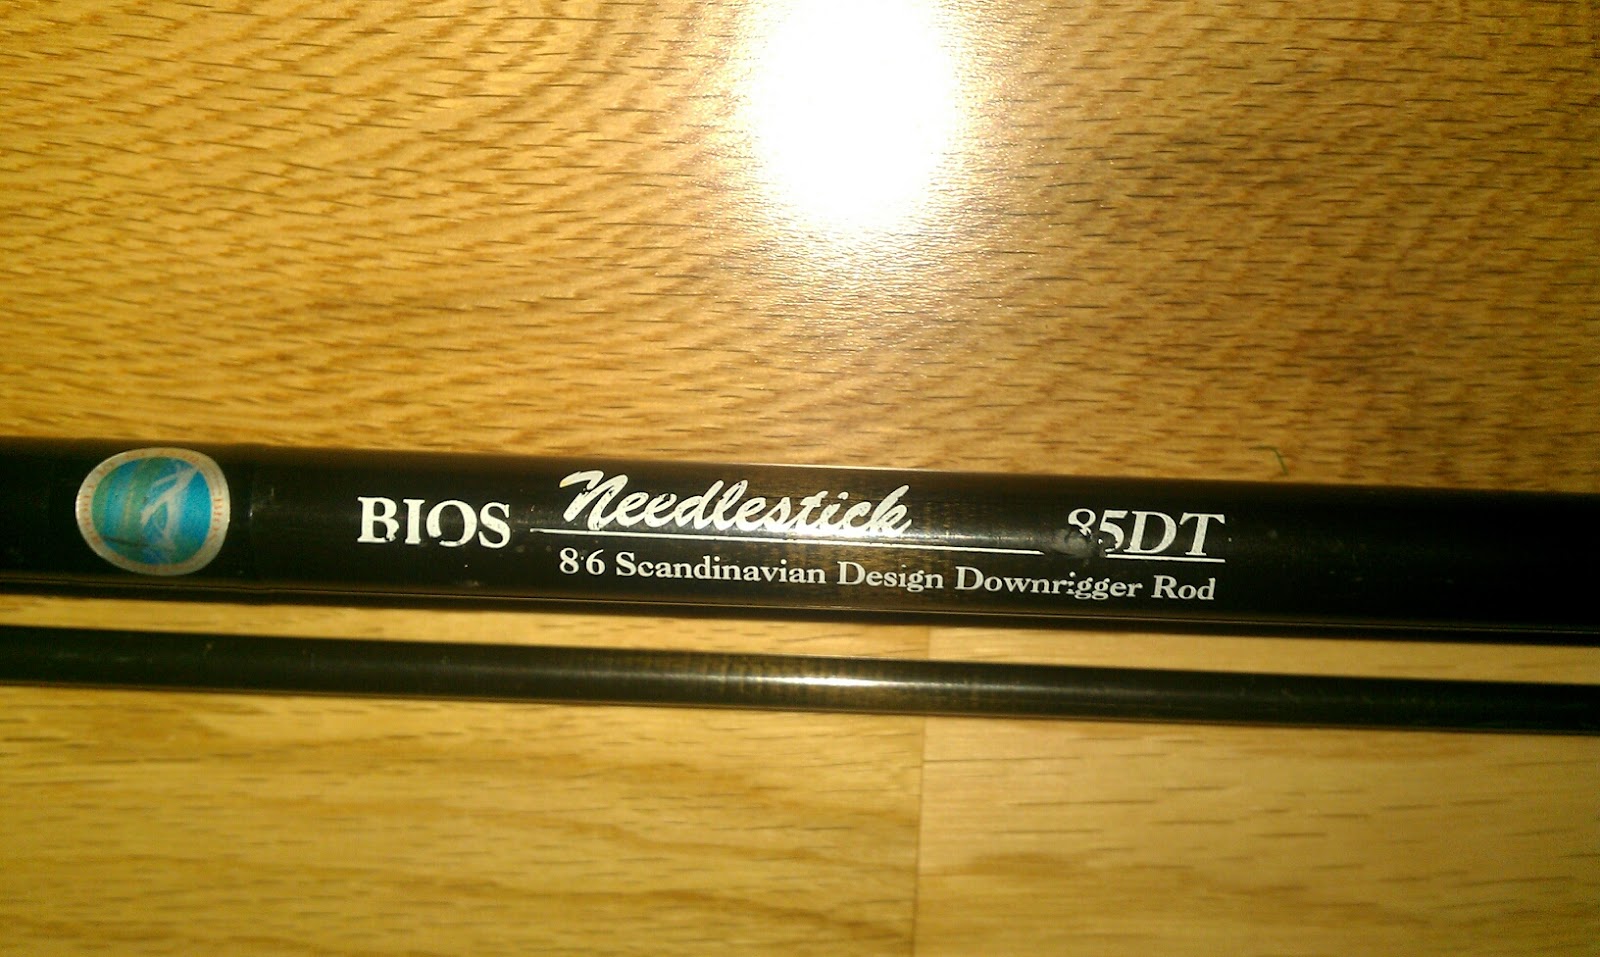 BIOS Needlestick 85DT
8'6 Scandinavian Design Downrigger Rod